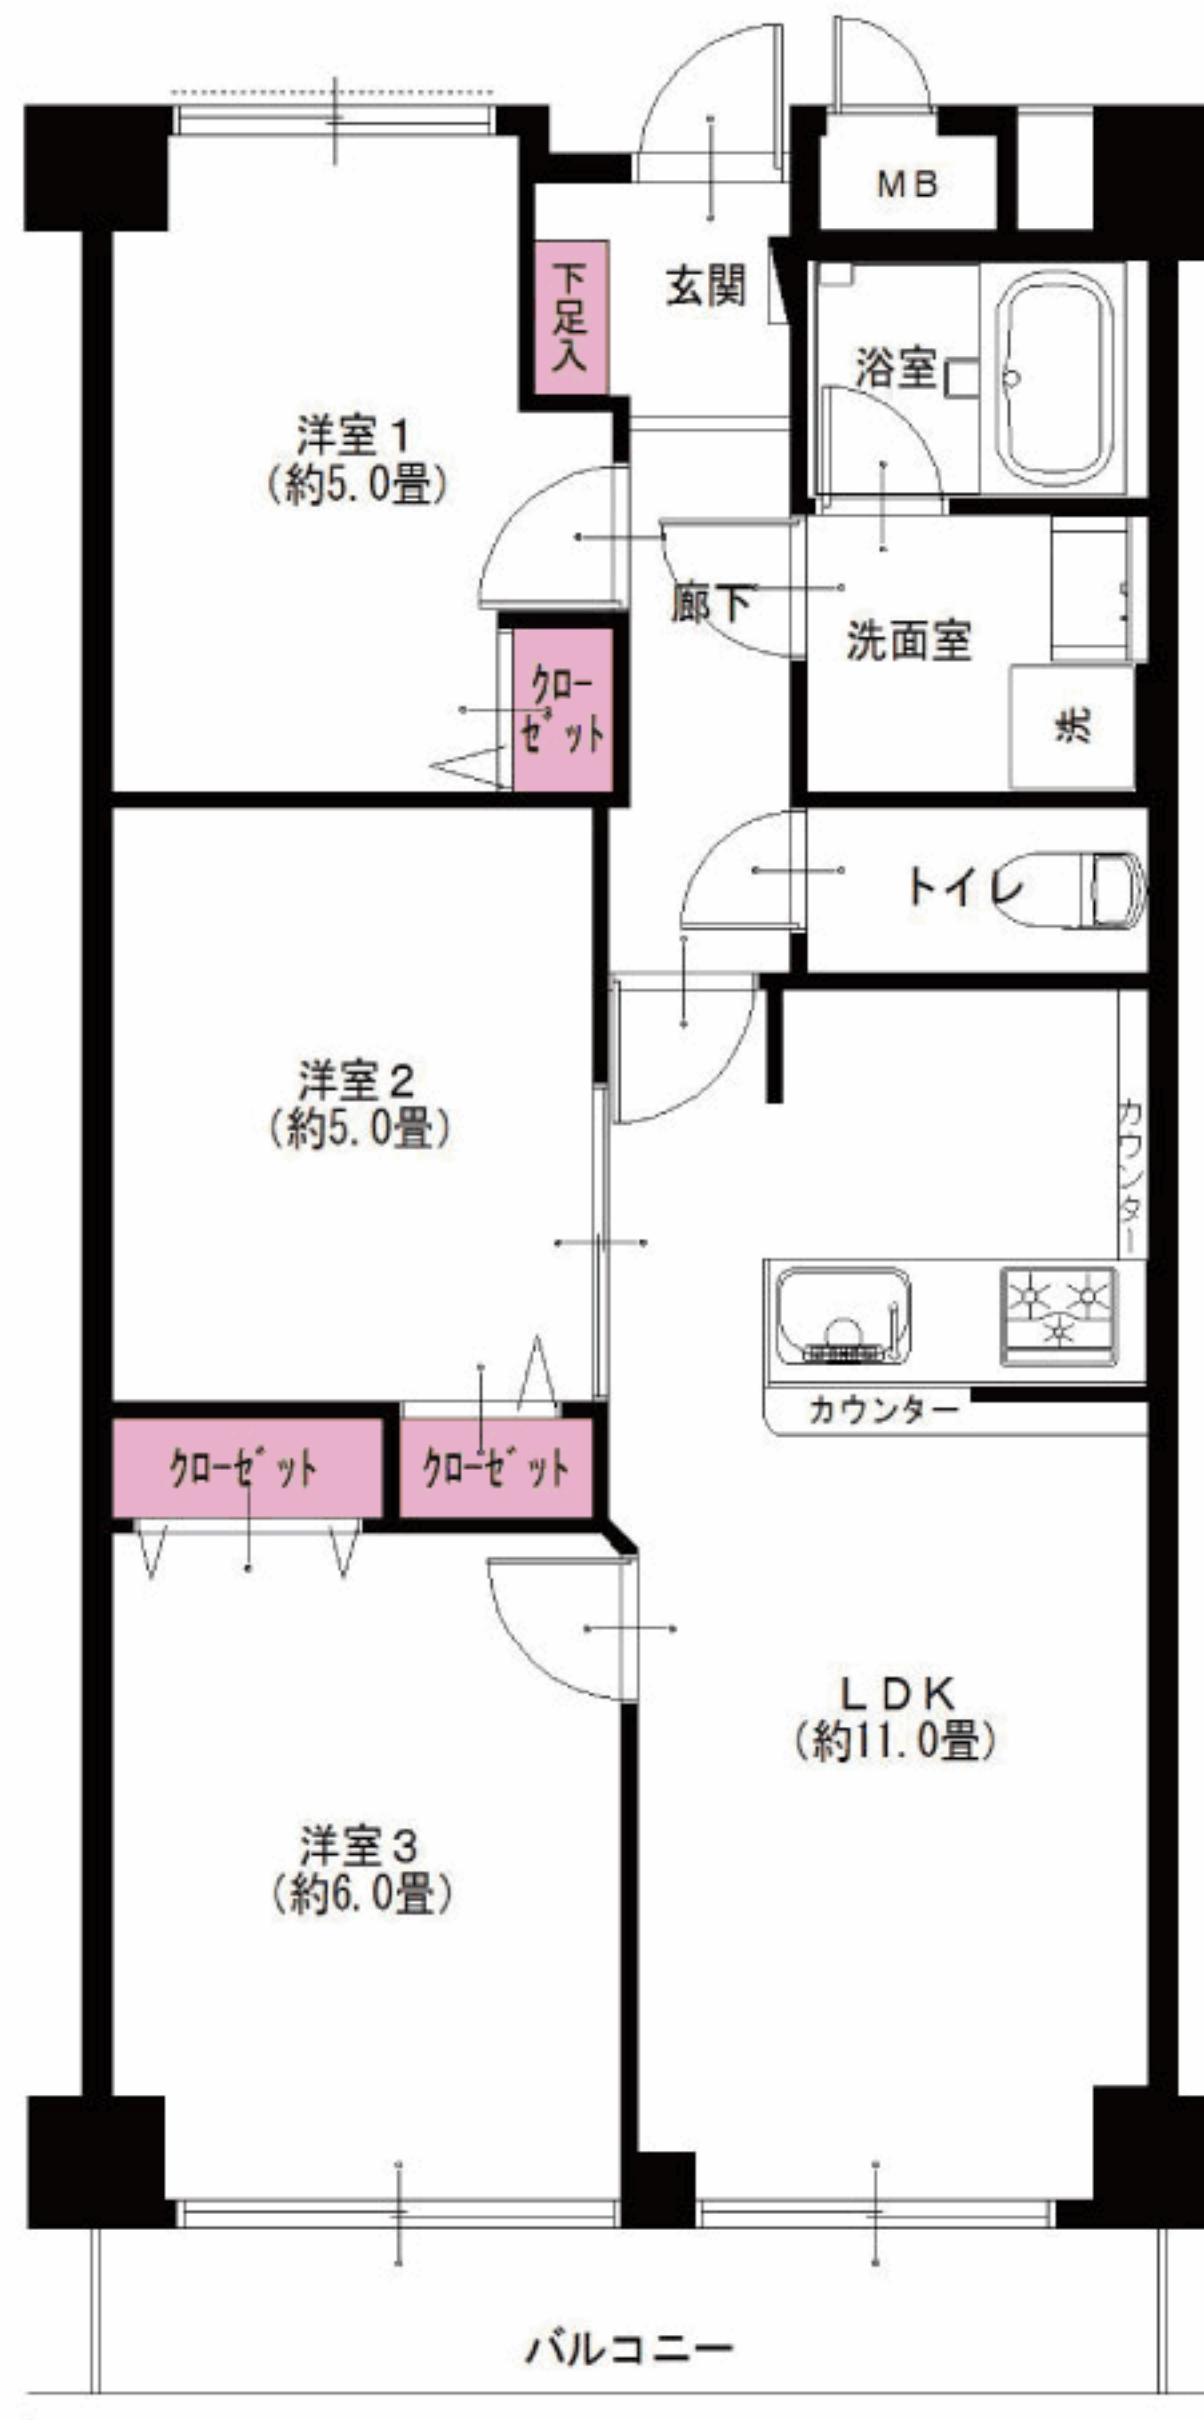 ＭＢ
玄関
下足入
浴室
洋室１
（約5.0畳）
廊下
洗面室
洗
ｸﾛｰ
ｾﾞｯﾄ
トイレ
洋室２
（約5.0畳）
カウンター
カウンター
ｸﾛｰｾﾞｯﾄ
ｸﾛｰｾﾞｯﾄ
ＬＤＫ
（約11.0畳）
洋室３
（約6.0畳）
バルコニー